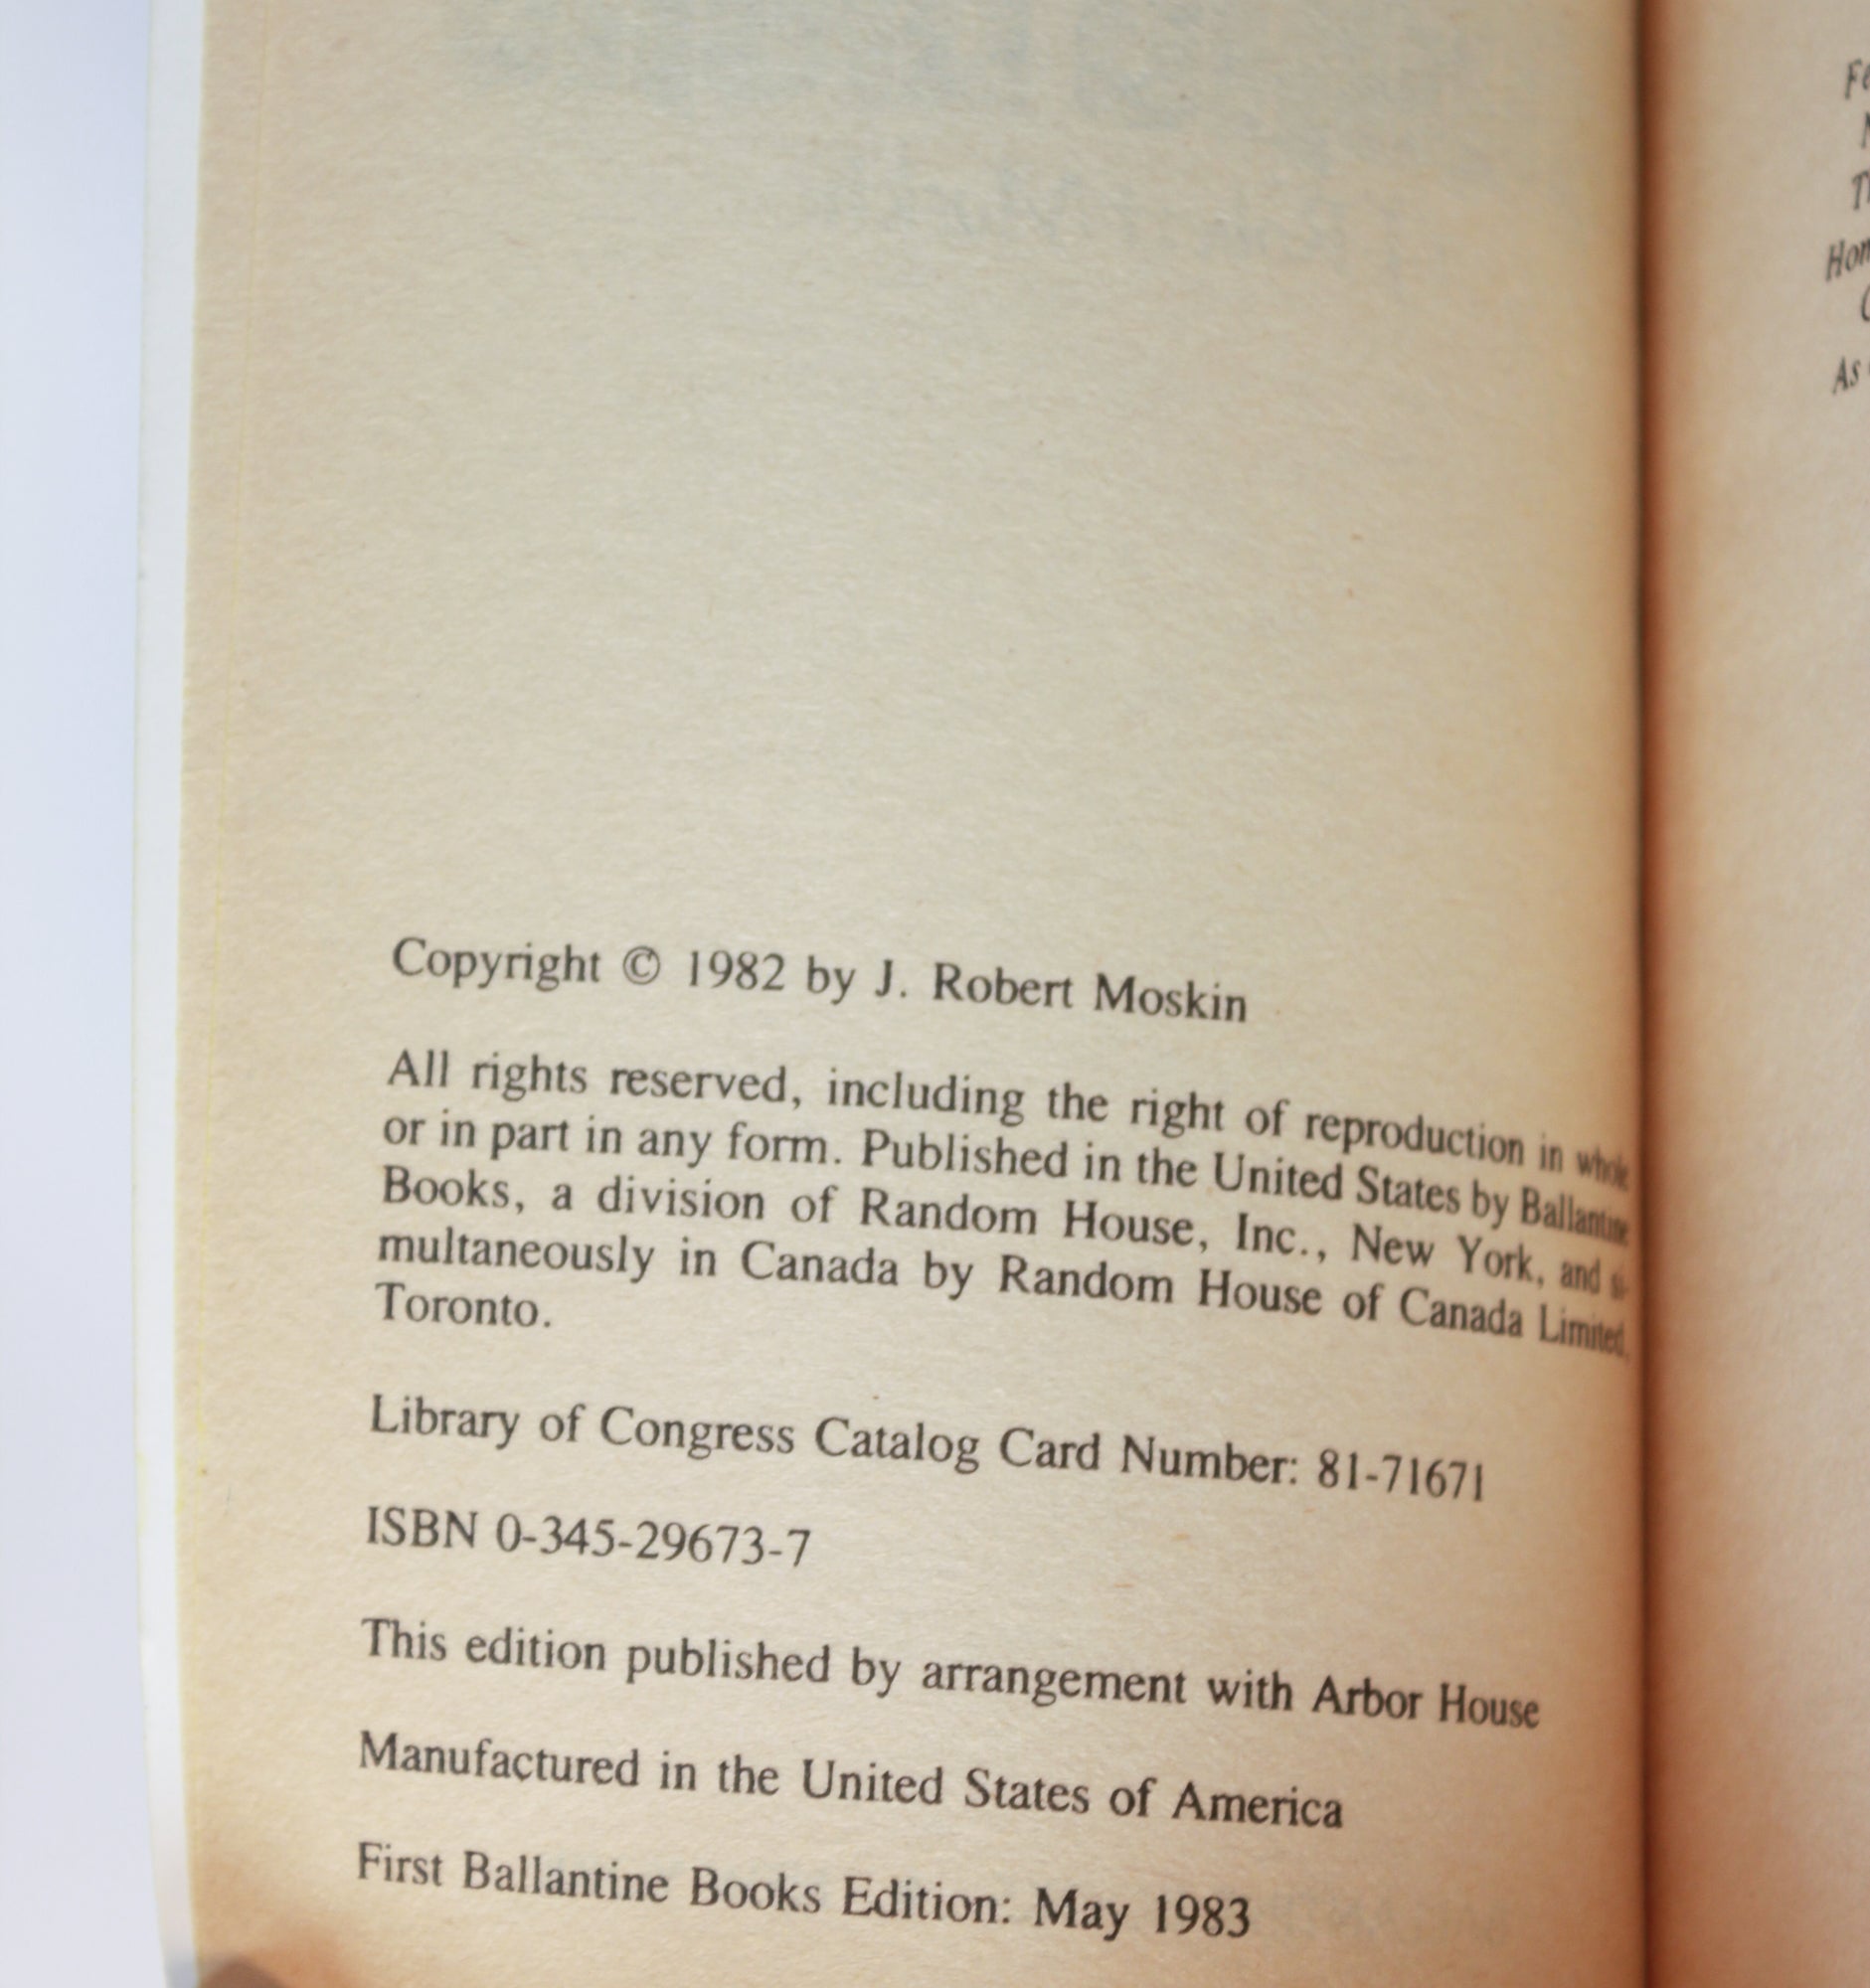 Copyright © 1982 by J. Robert Moskin
All rights reserved, including the right of reproduction in whole
or in part in any form. Published in the United States by Ballantine
Books, a division of Random House, Inc., New York, and si-
multaneously in Canada by Random House of Canada Limited,
Toronto.
Library of Congress Catalog Card Number: 81-71671
ISBN 0-345-29673-7
This edition published by arrangement with Arbor House
Manufactured in the United States of America
First Ballantine Books Edition: May 1983
As